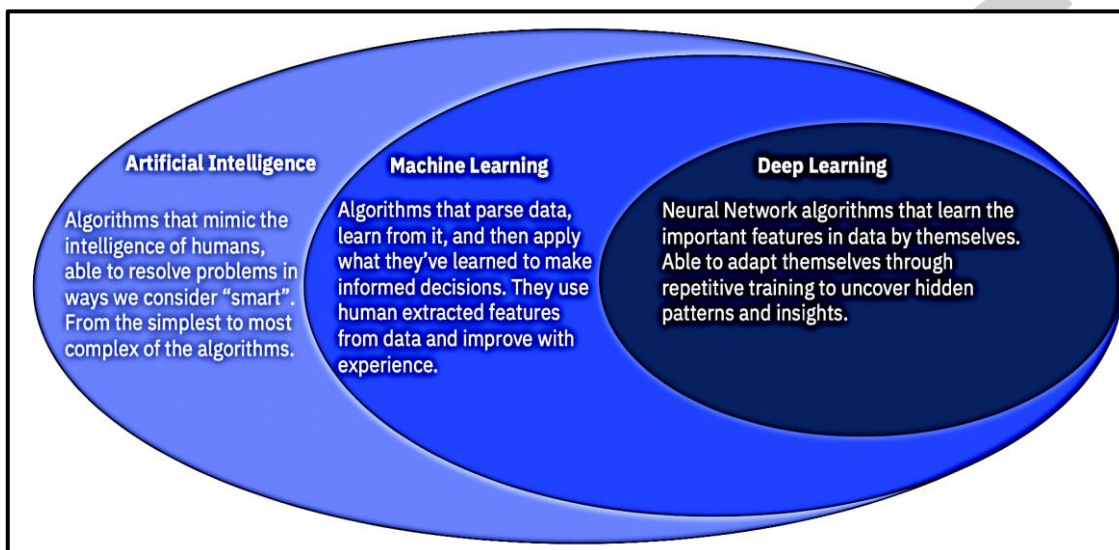 Artificial Intelligence
Algorithms that mimic the
intelligence of humans,
able to resolve problems in
ways we consider “smart”.
From the simplest to most
complex of the algorithms.
Machine Learning
Algorithms that parse data,
learn from it, and then apply
what they’ve learned to make
informed decisions. They use
human extracted features
from data and improve with
experience.
Deep Learning
Neural Network algorithms that learn the
important features in data by themselves.
Able to adapt themselves through
repetitive training to uncover hidden
patterns and insights.